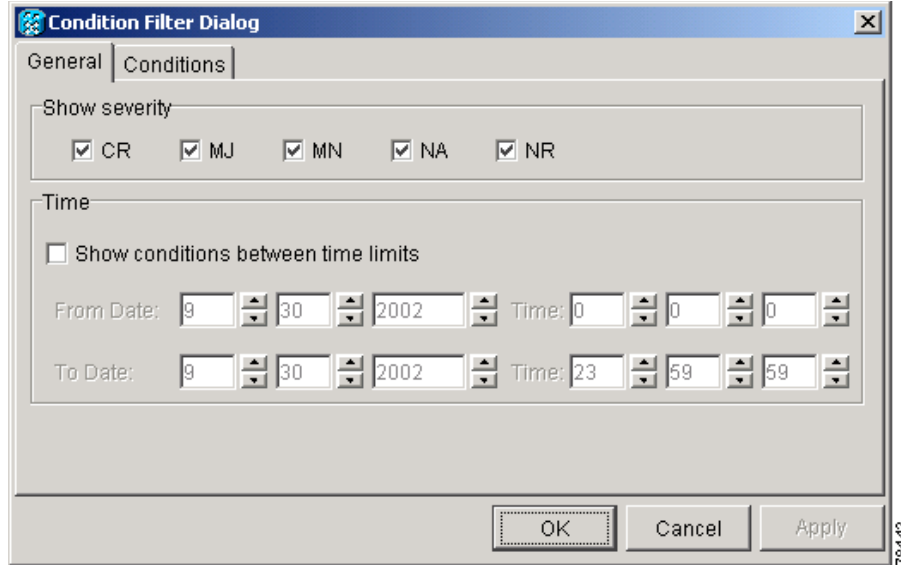 Condition Filter Dialog
General Conditions
Show severity
CR MJ MN NA NR
Time
Show conditions between time limits
From Date: 9 30 2002 Time: 0 0 0
To Date: 9 30 2002 Time: 23 59 59
OK Cancel Apply